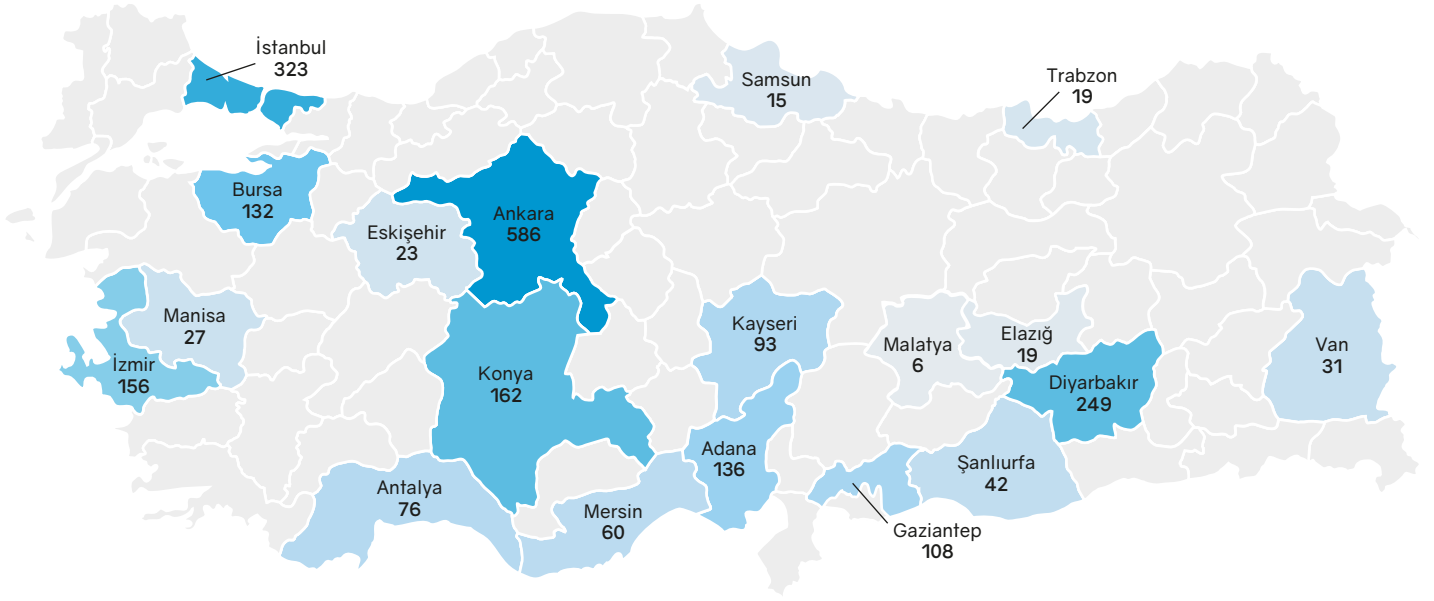 İstanbul
323
Samsun
15
Trabzon
19
Bursa
132
Ankara
586
Eskişehir
23
Manisa
27
Kayseri
93
Elazığ
19
Malatya
6
Van
31
İzmir
156
Konya
162
Diyarbakır
249
Adana
136
Şanlıurfa
42
Antalya
76
Mersin
60
Gaziantep
108